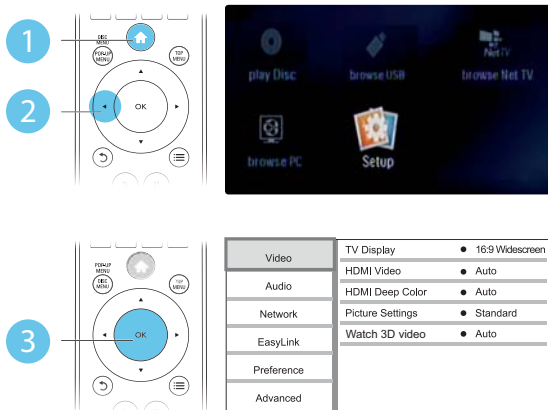 1
DISC
MENU
POP-UP
MENU
TOP
MENU
2
OK
play Disc
browse USB
Net TV
browse Net TV
browse PC
Setup
POP-UP
MENU
DISC
MENU
TOP
MENU
3
OK
Video
Audio
Network
EasyLink
Preference
Advanced
TV Display ● 16:9 Widescreen
HDMI Video ● Auto
HDMI Deep Color ● Auto
Picture Settings ● Standard
Watch 3D video ● Auto